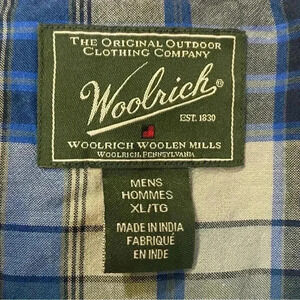 THE ORIGINAL OUTDOOR
CLOTHING COMPANY
Woolrich®
EST. 1830
WOOLRICH WOOLEN MILLS
WOOLRICH, PENNSYLVANIA
MENS
HOMMES
XL/TG
MADE IN INDIA
FABRIQUÉ
EN INDE